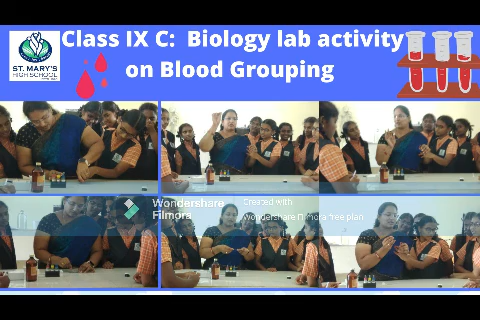 Class IX C: Biology lab activity
on Blood Grouping
ST. MARY'S
HIGH SCHOOL
Wondershare
Filmora
Created with
Wondershare Filmora free plan